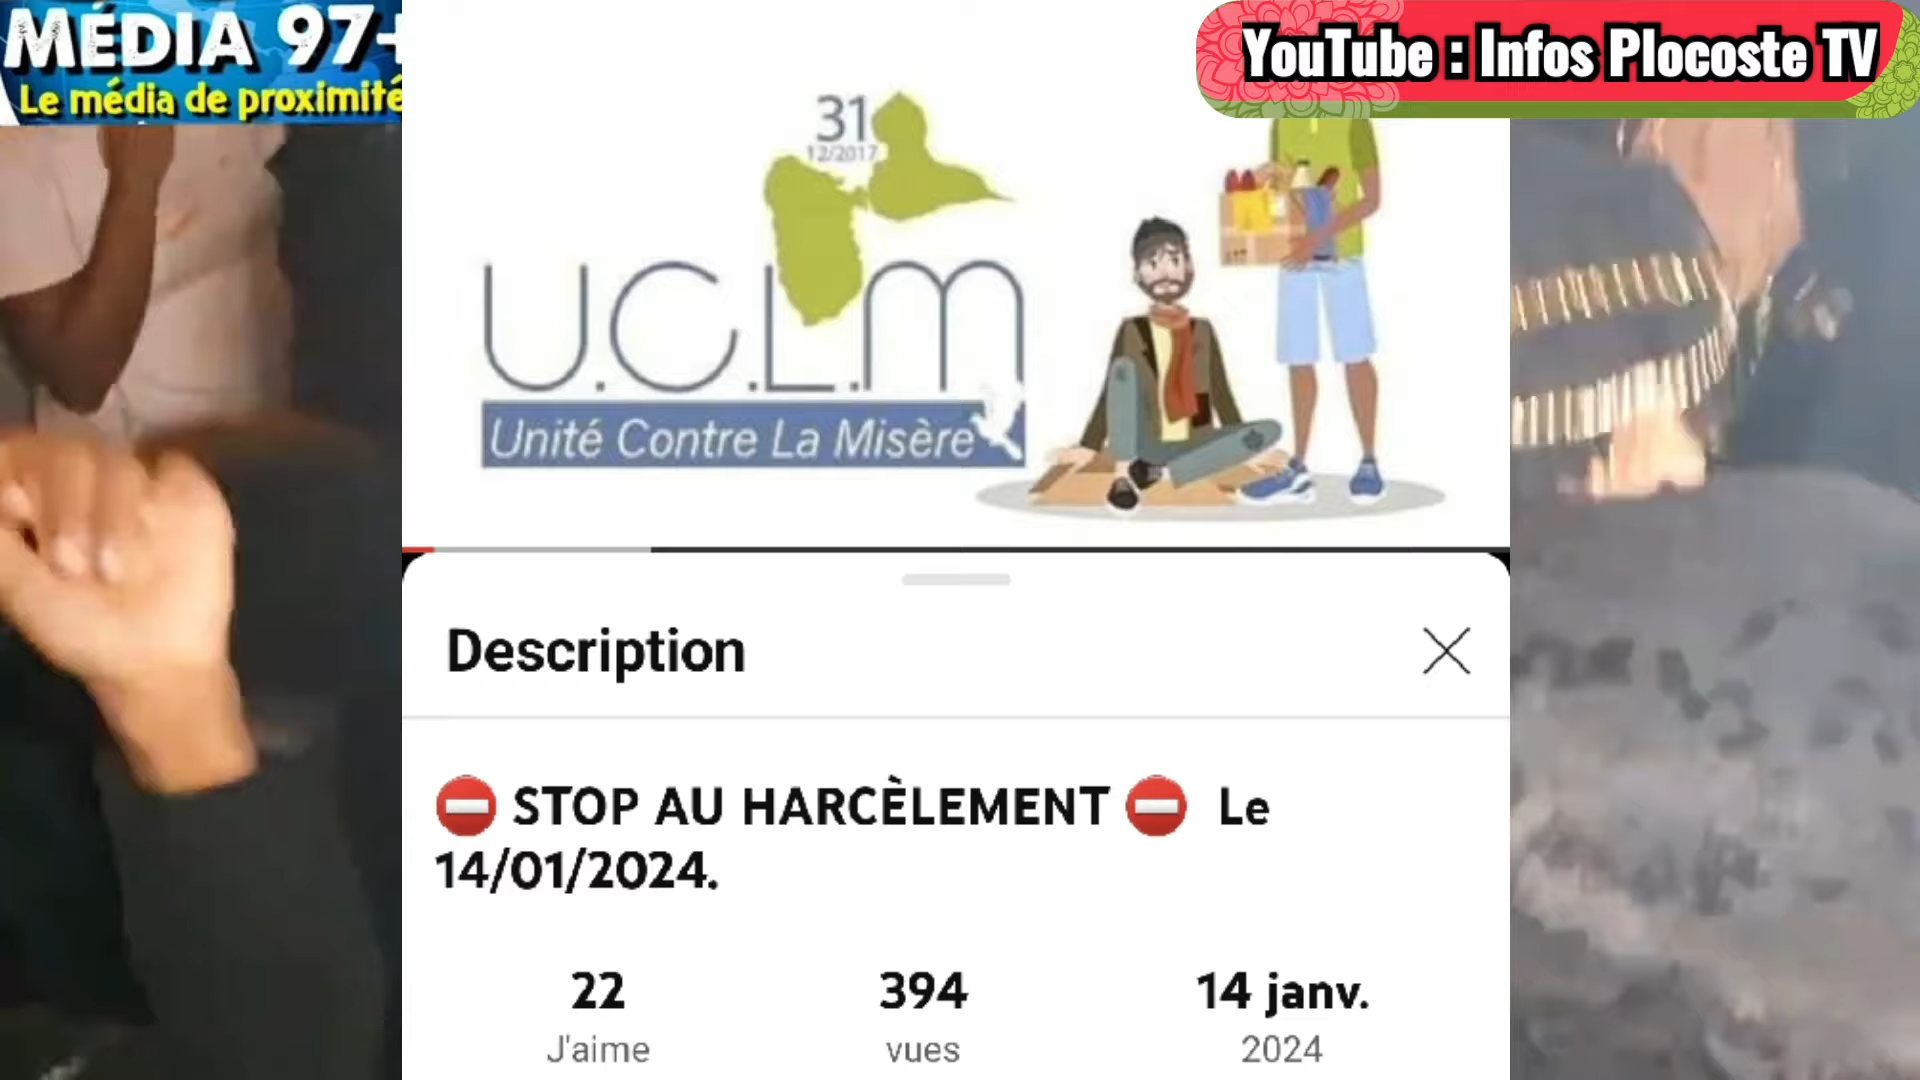 MÉDIA 97+
Le média de proximité
YouTube : Infos Plocoste TV
31
12/2017
U.C.L.M
Unité Contre La Misère
Description
⛔ STOP AU HARCÈLEMENT ⛔ Le
14/01/2024.
22
J'aime
394
vues
14 janv.
2024